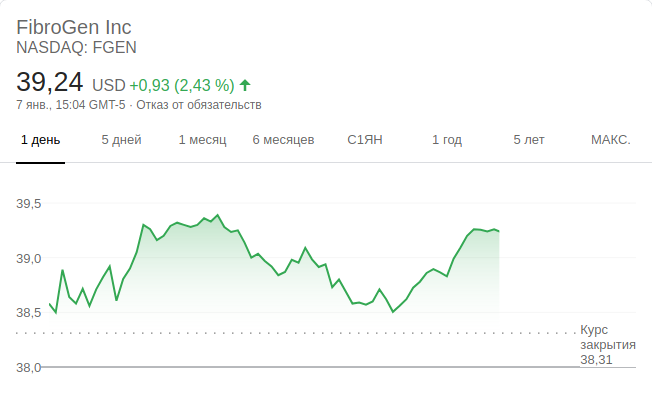 FibroGen Inc
NASDAQ: FGEN
39,24 USD +0,93 (2,43 %)
7 янв., 15:04 GMT-5 · Отказ от обязательств
1 день 5 дней 1 месяц 6 месяцев С1ЯН 1 год 5 лет МАКС.
39,5
39,0
38,5
Курс
закрытия
38,31
38,0